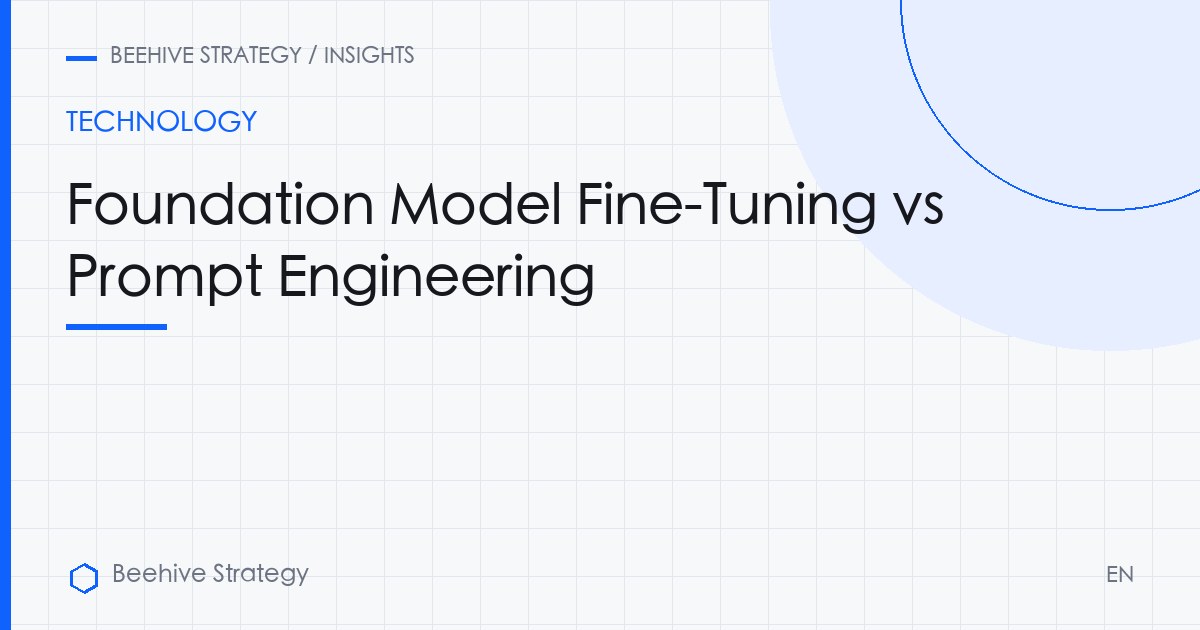 BEEHIVE STRATEGY / INSIGHTS
TECHNOLOGY
Foundation Model Fine-Tuning vs
Prompt Engineering
Beehive Strategy
EN